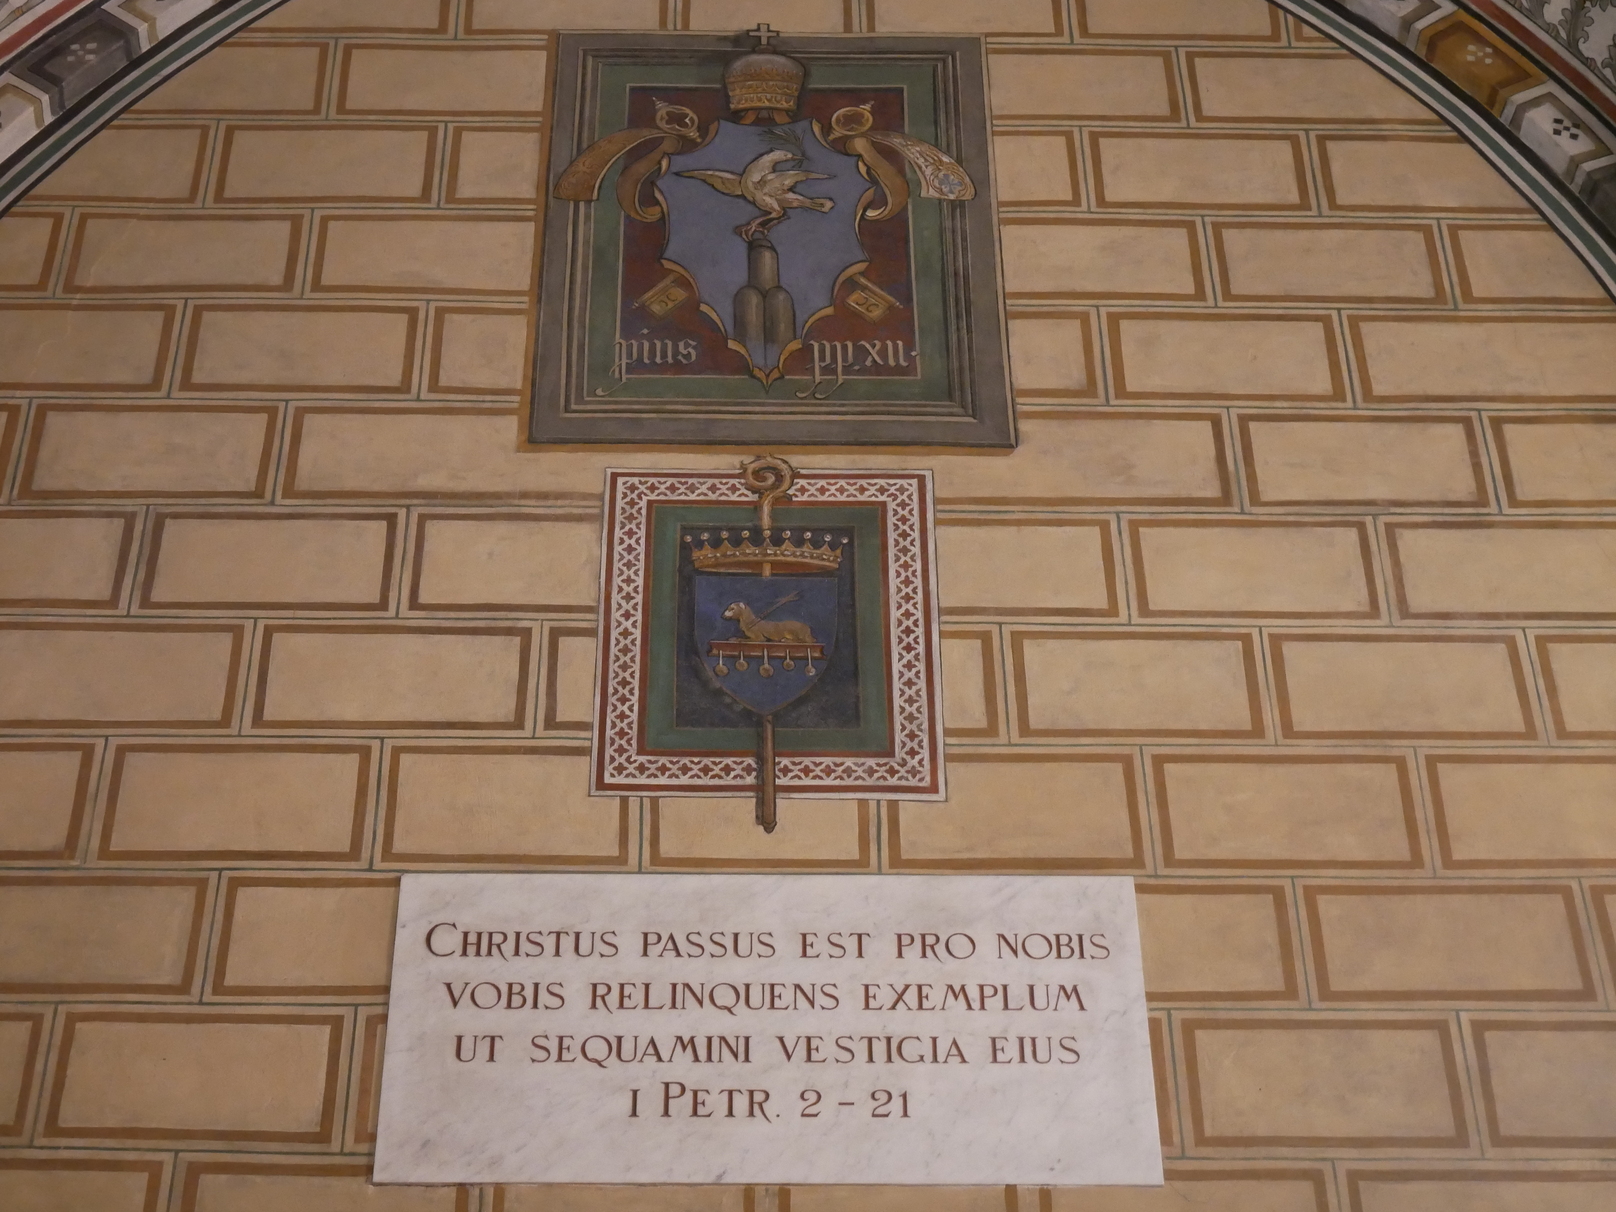 pius pp.xii.
CHRISTUS PASSUS EST PRO NOBIS
VOBIS RELINQUENS EXEMPLUM
UT SEQUAMINI VESTIGIA EIUS
I PETR. 2-21